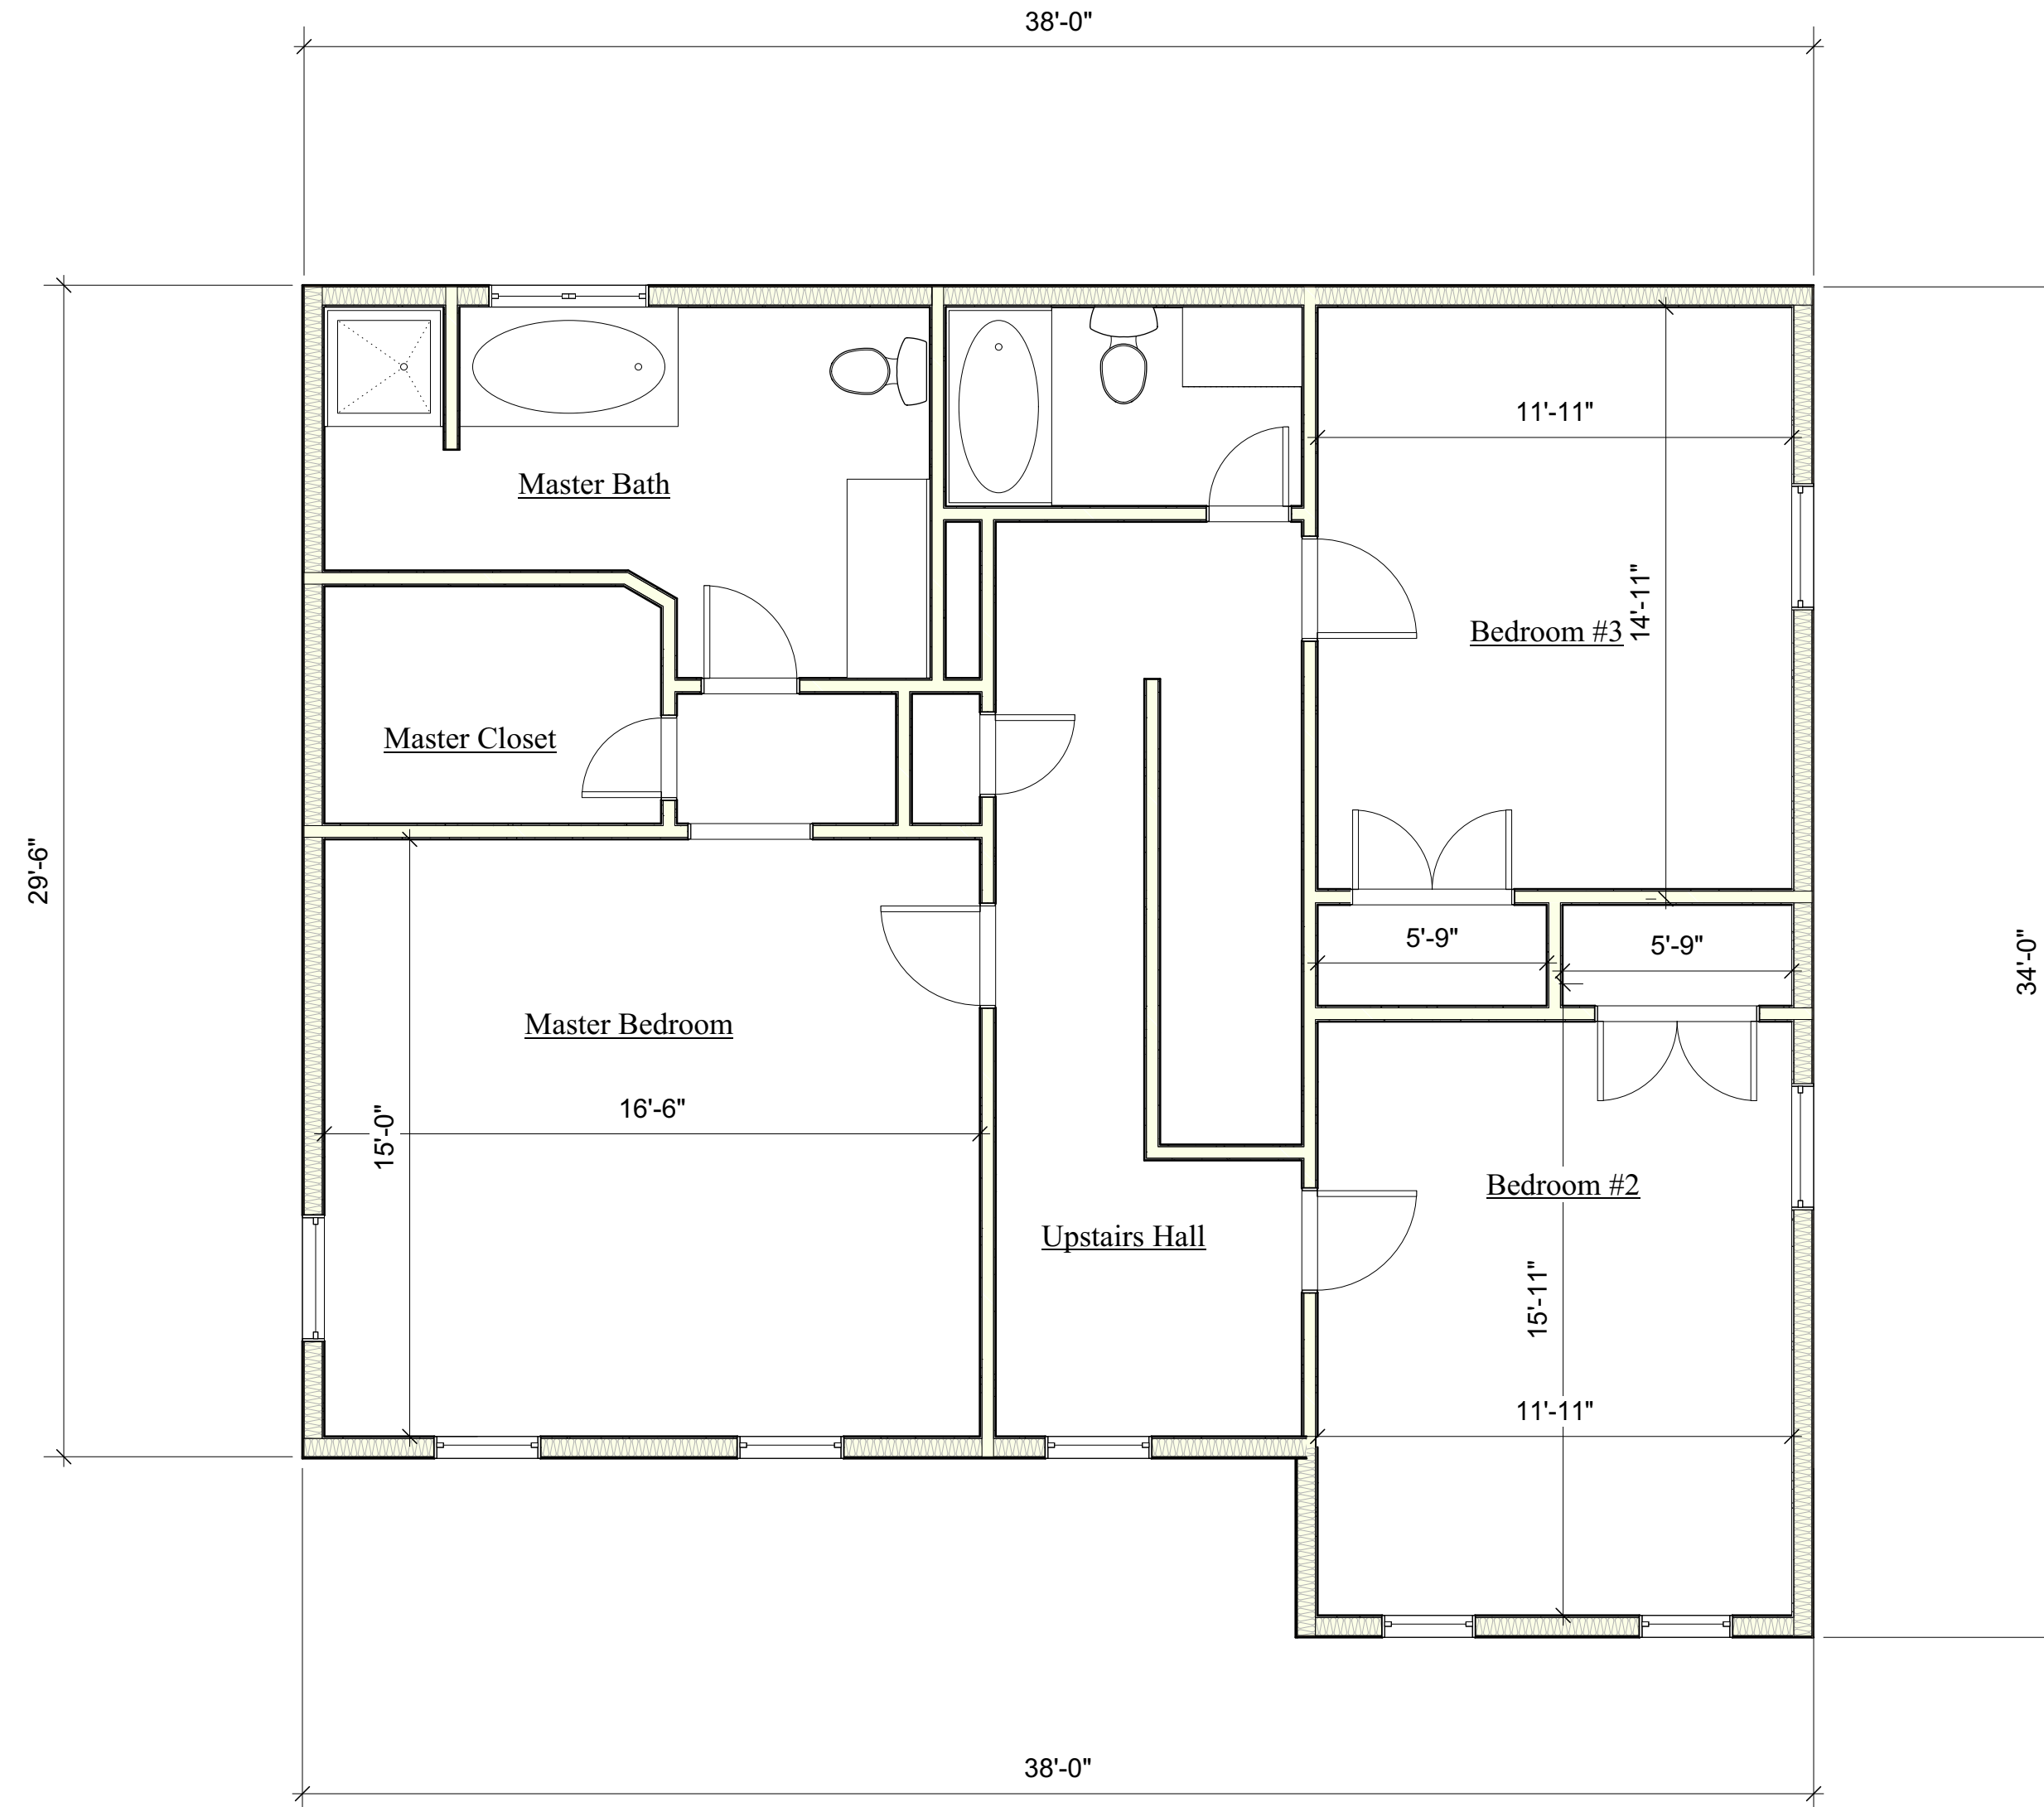 38'-0"
11'-11"
Master Bath
14'-11"
Bedroom #3
Master Closet
29'-6"
5'-9"
5'-9"
34'-0"
Master Bedroom
16'-6"
15'-0"
Bedroom #2
Upstairs Hall
15'-11"
11'-11"
38'-0"